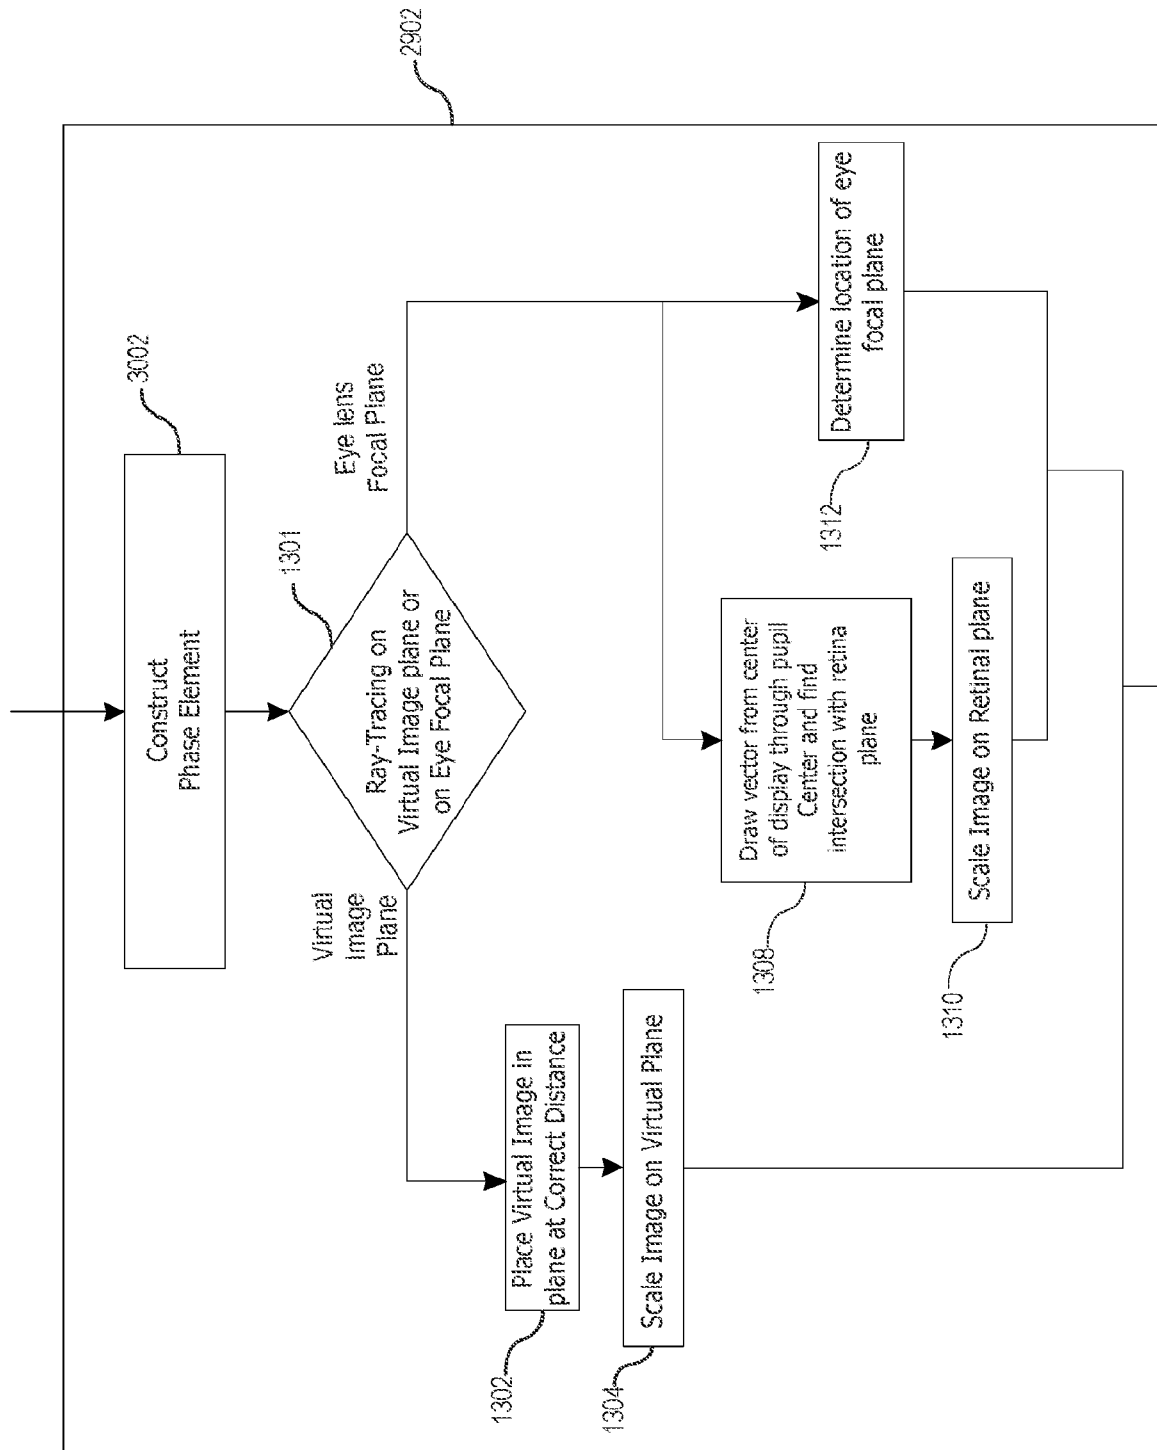 2902
3002
Construct
Phase Element
1301
Ray-Tracing on
Virtual Image plane or
on Eye Focal Plane
Virtual
Image
Plane
Eye lens
Focal Plane
Place Virtual Image in
plane at Correct Distance
1302
Scale Image on Virtual Plane
1304
Draw vector from center
of display through pupil
Center and find
intersection with retina
plane
1308
Scale Image on Retinal plane
1310
Determine location of eye
focal plane
1312